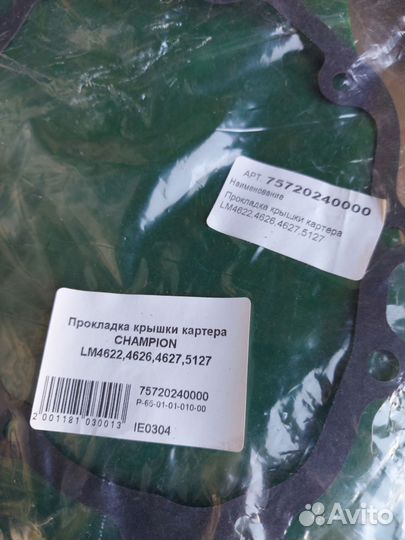 АРТ. 75720240000
Наименование
Прокладка крышки картера
LM4622,4626,4627,5127
Прокладка крышки картера
CHAMPION
LM4622,4626,4627,5127
75720240000
P-65-01-01-010-00
2 001181 030013
IE0304
Avito